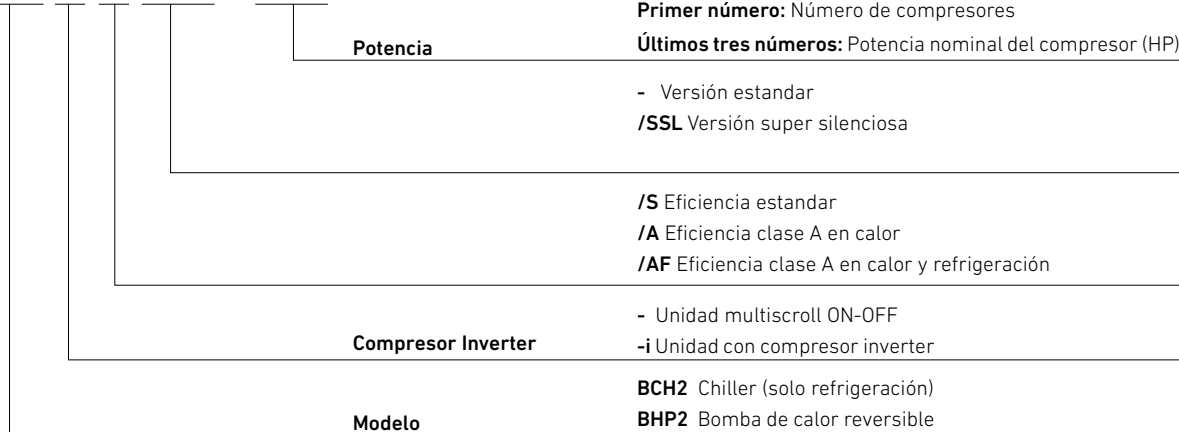 Primer número: Número de compresores
Potencia
Últimos tres números: Potencia nominal del compresor (HP)
- Versión estandar
/SSL Versión super silenciosa
/S Eficiencia estandar
/A Eficiencia clase A en calor
/AF Eficiencia clase A en calor y refrigeración
- Unidad multiscroll ON-OFF
Compresor Inverter
-i Unidad con compresor inverter
BCH2 Chiller (solo refrigeración)
Modelo
BHP2 Bomba de calor reversible